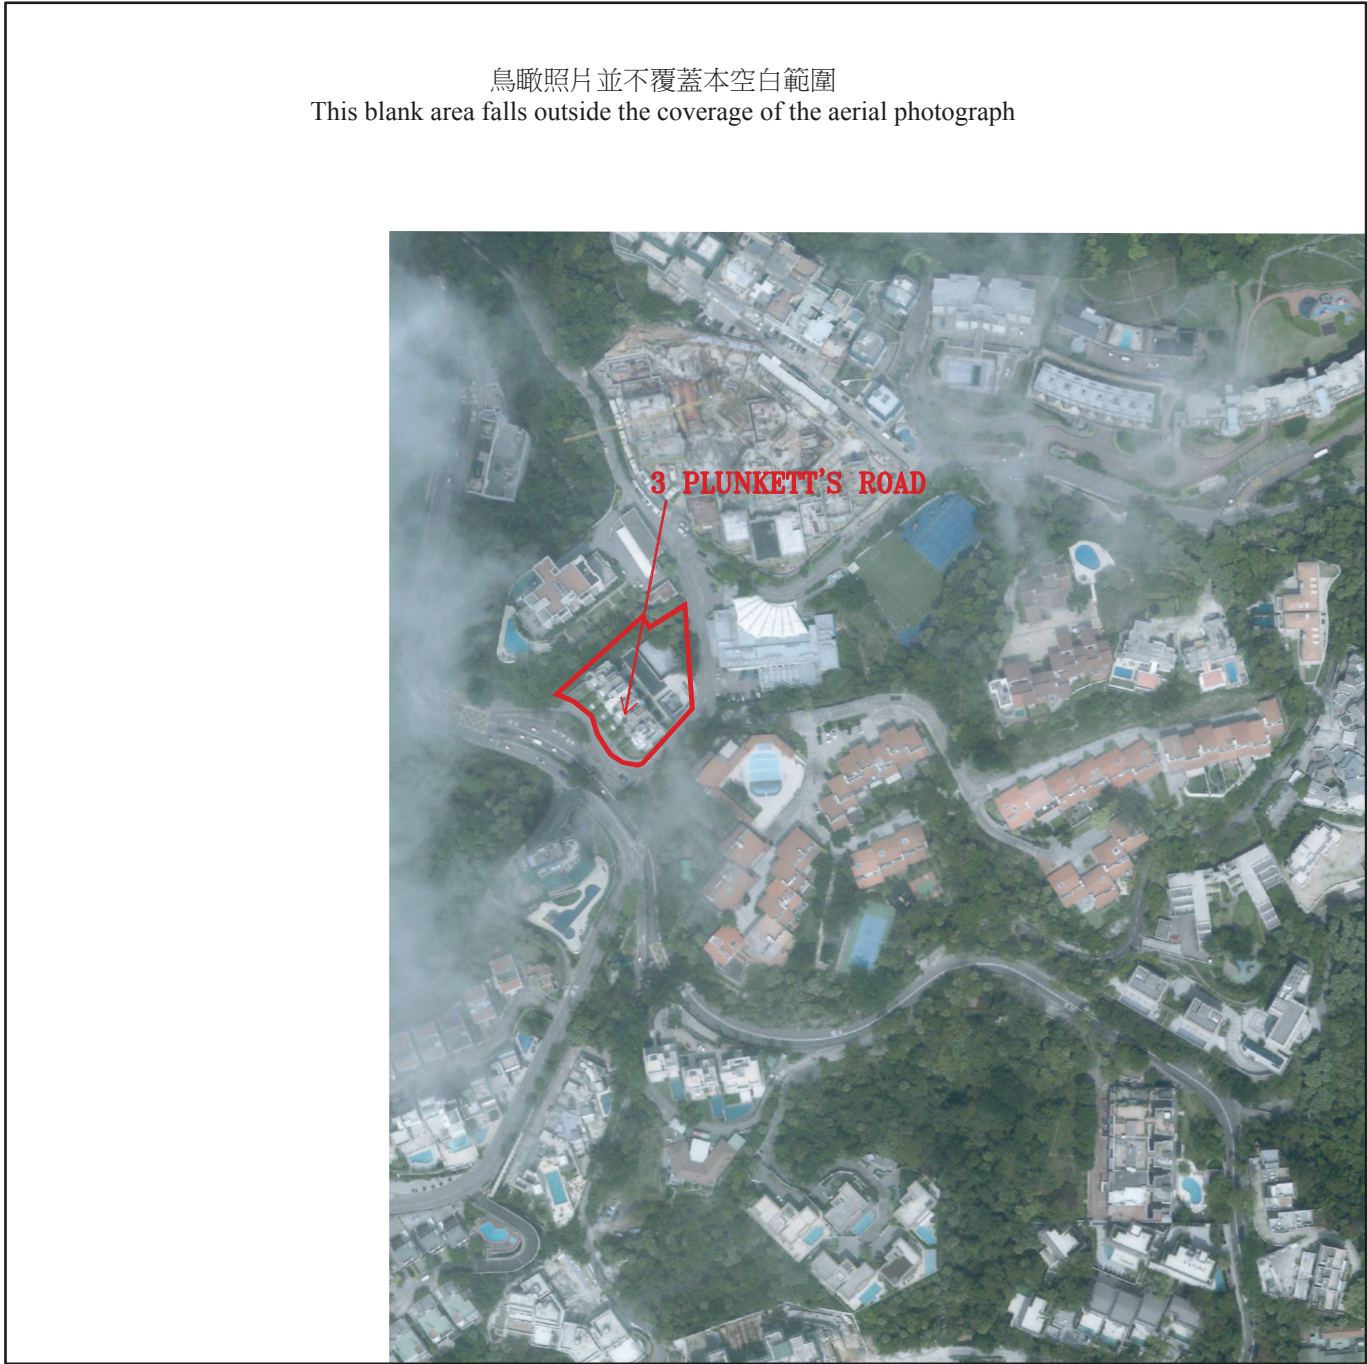 鳥瞰照片並不覆蓋本空白範圍
This blank area falls outside the coverage of the aerial photograph
3 PLUNKETT'S ROAD